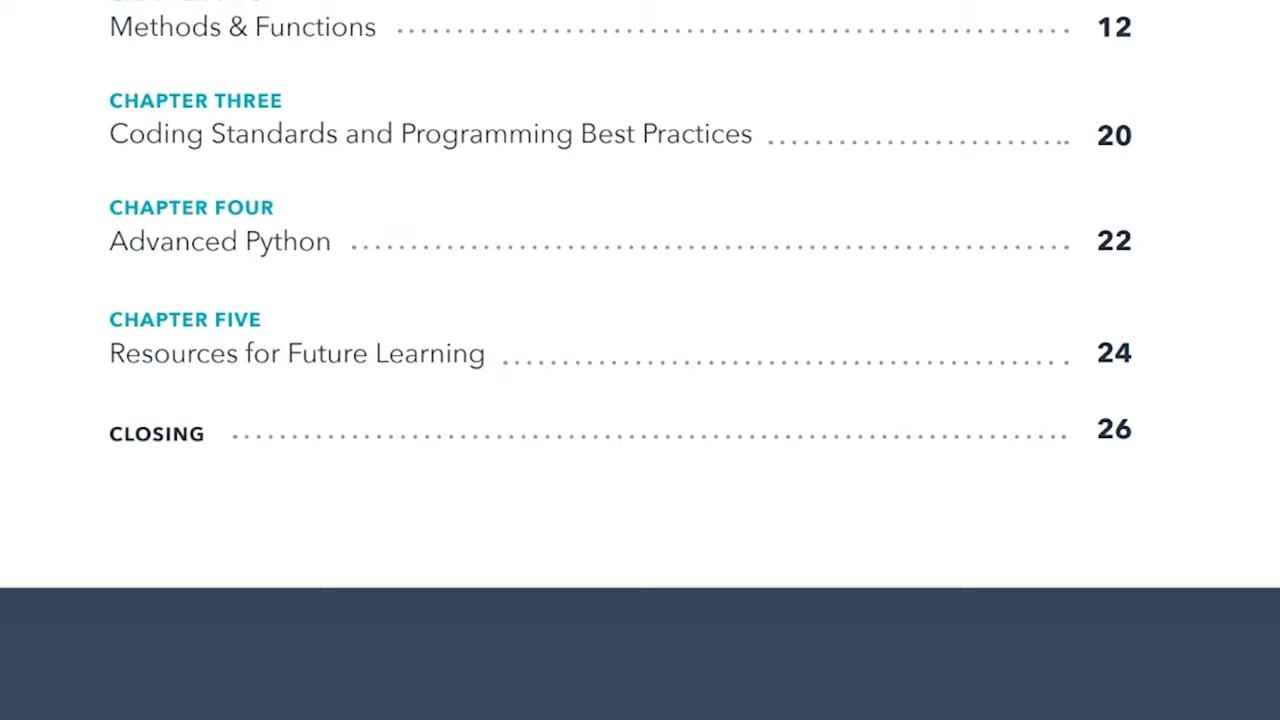 Methods & Functions 12
CHAPTER THREE
Coding Standards and Programming Best Practices 20
CHAPTER FOUR
Advanced Python 22
CHAPTER FIVE
Resources for Future Learning 24
CLOSING 26